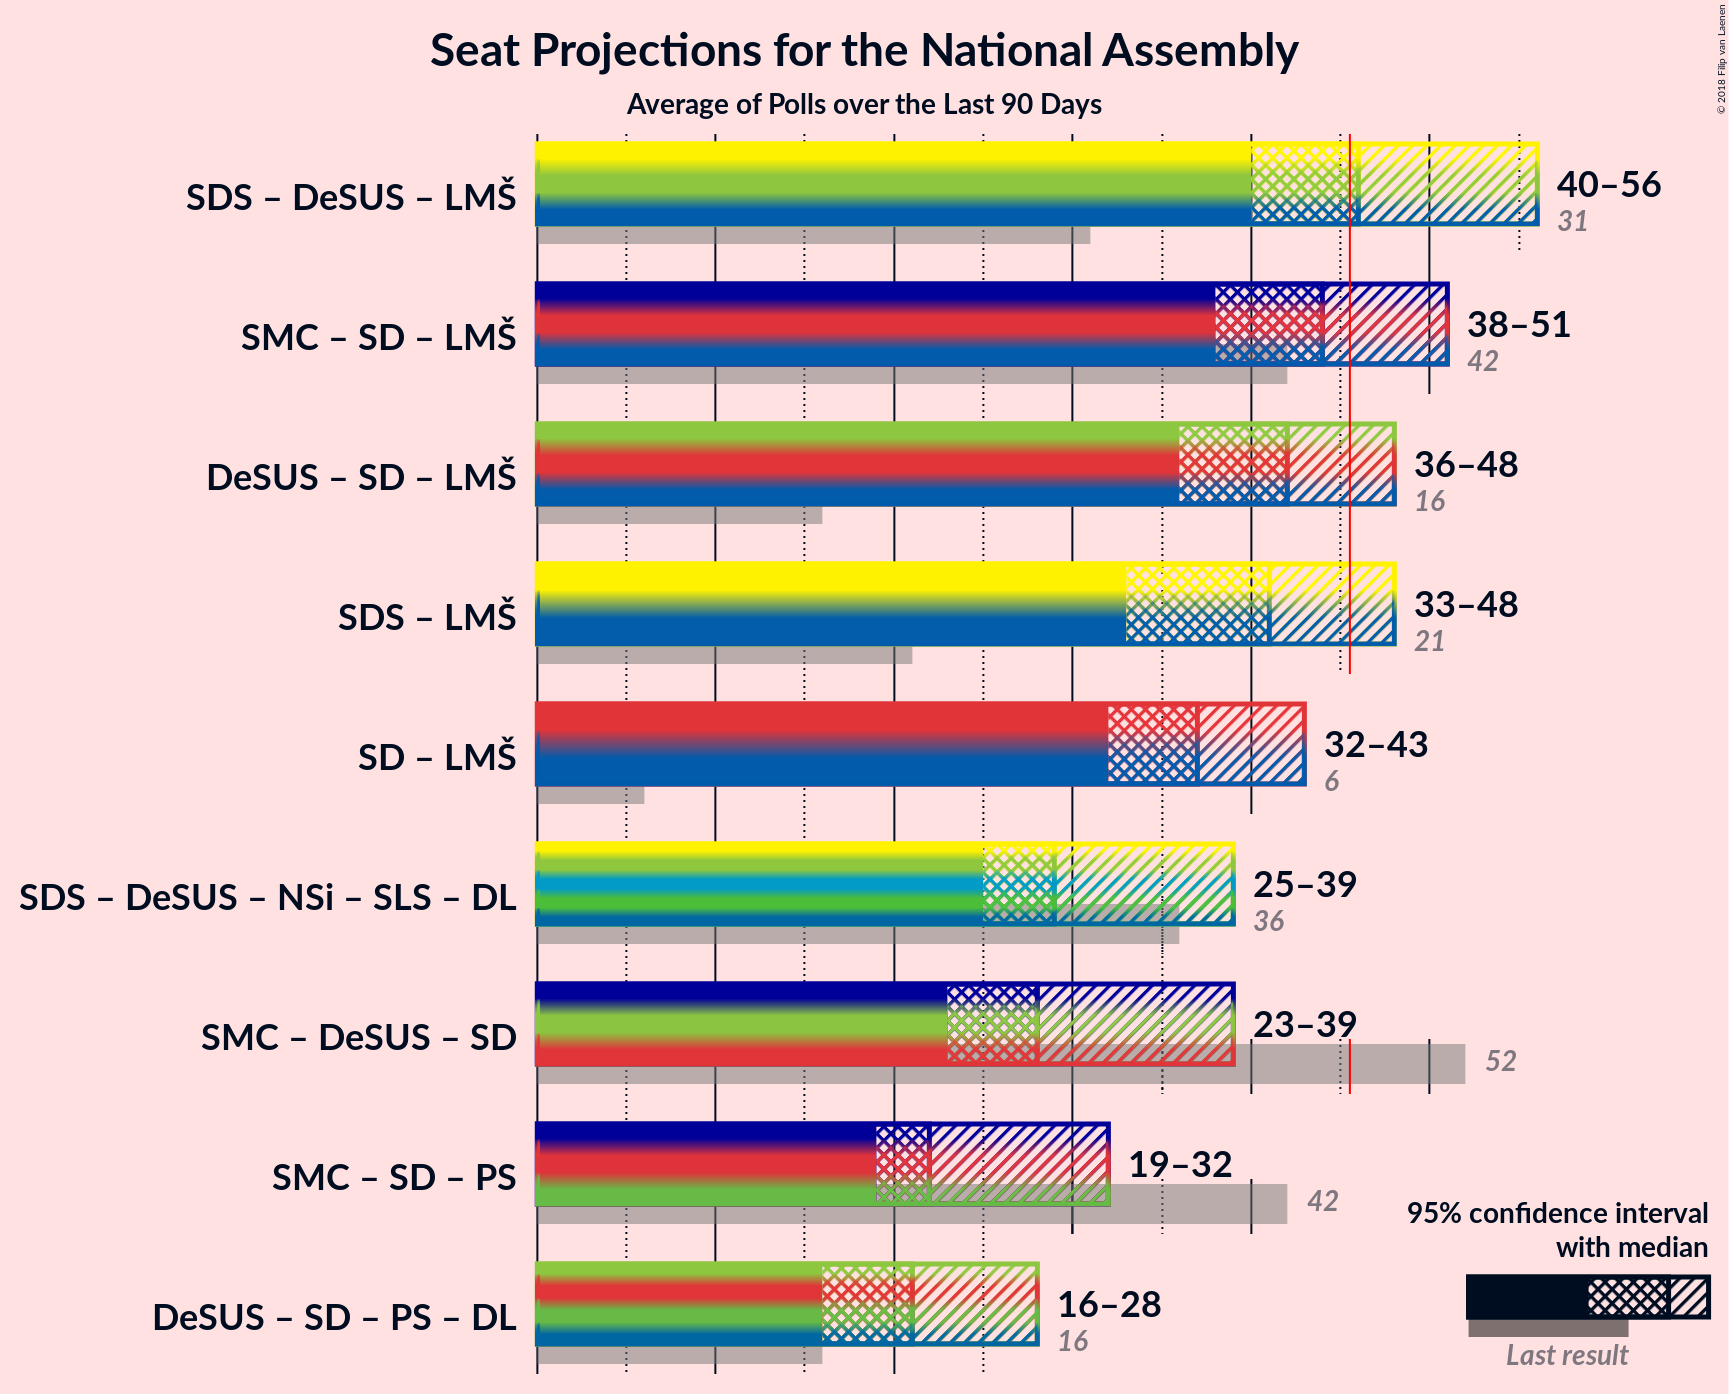 Seat Projections for the National Assembly
Average of Polls over the Last 90 Days
© 2018 Filip van Laenen
SDS – DeSUS – LMŠ
40–56
31
SMC – SD – LMŠ
38–51
42
DeSUS – SD – LMŠ
36–48
16
SDS – LMŠ
33–48
21
SD – LMŠ
32–43
6
SDS – DeSUS – NSi – SLS – DL
25–39
36
SMC – DeSUS – SD
23–39
52
SMC – SD – PS
19–32
42
DeSUS – SD – PS – DL
16–28
16
95% confidence interval
with median
Last result